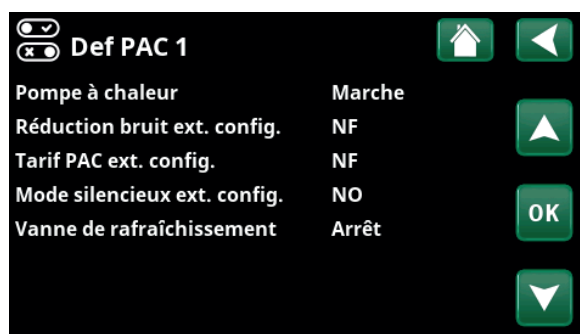 Def PAC 1
Pompe à chaleur Marche
Réduction bruit ext. config. NF
Tarif PAC ext. config. NF
Mode silencieux ext. config. NO
Vanne de rafraîchissement Arrêt
OK